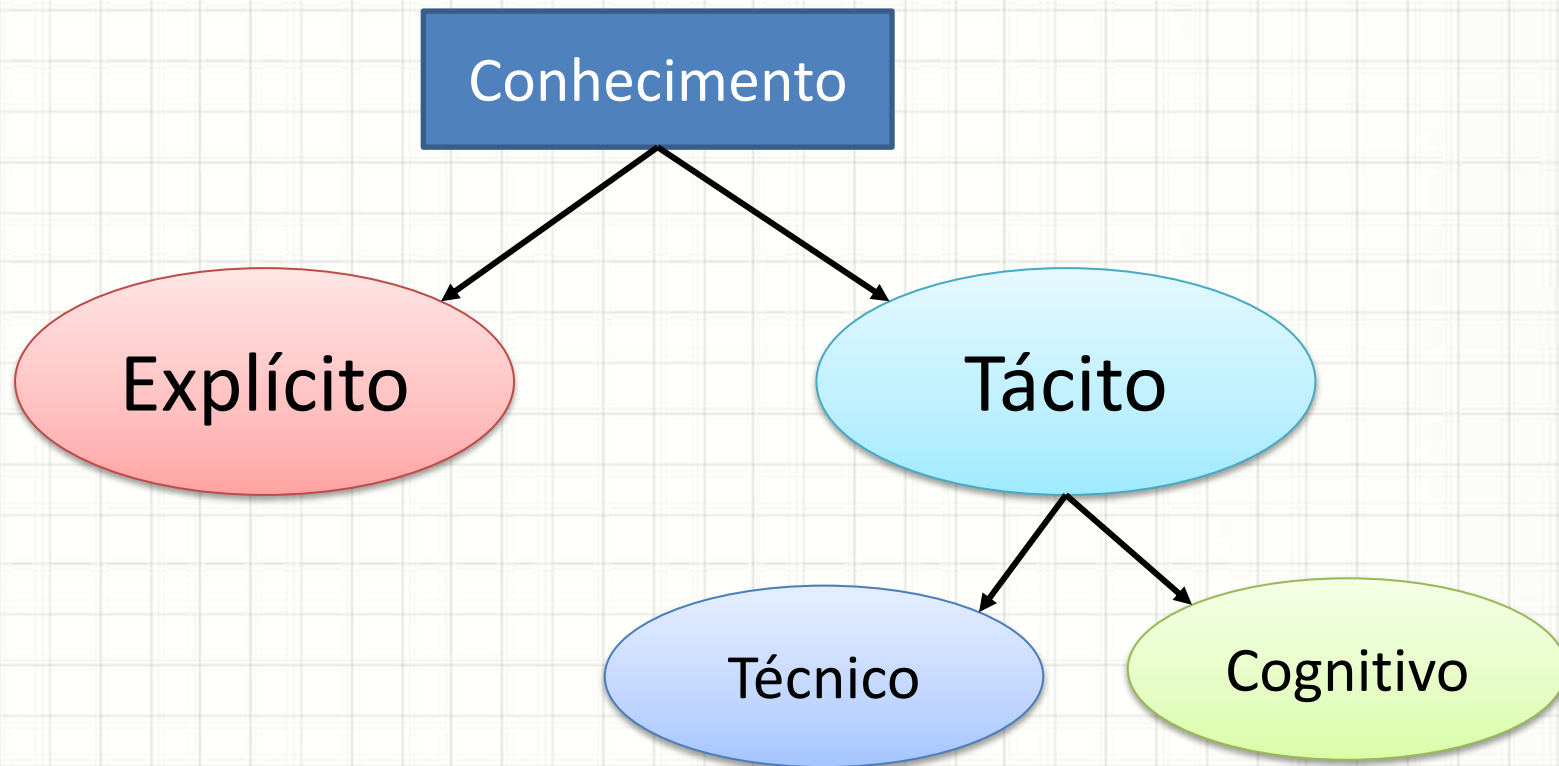 Conhecimento
Explícito
Tácito
Técnico
Cognitivo